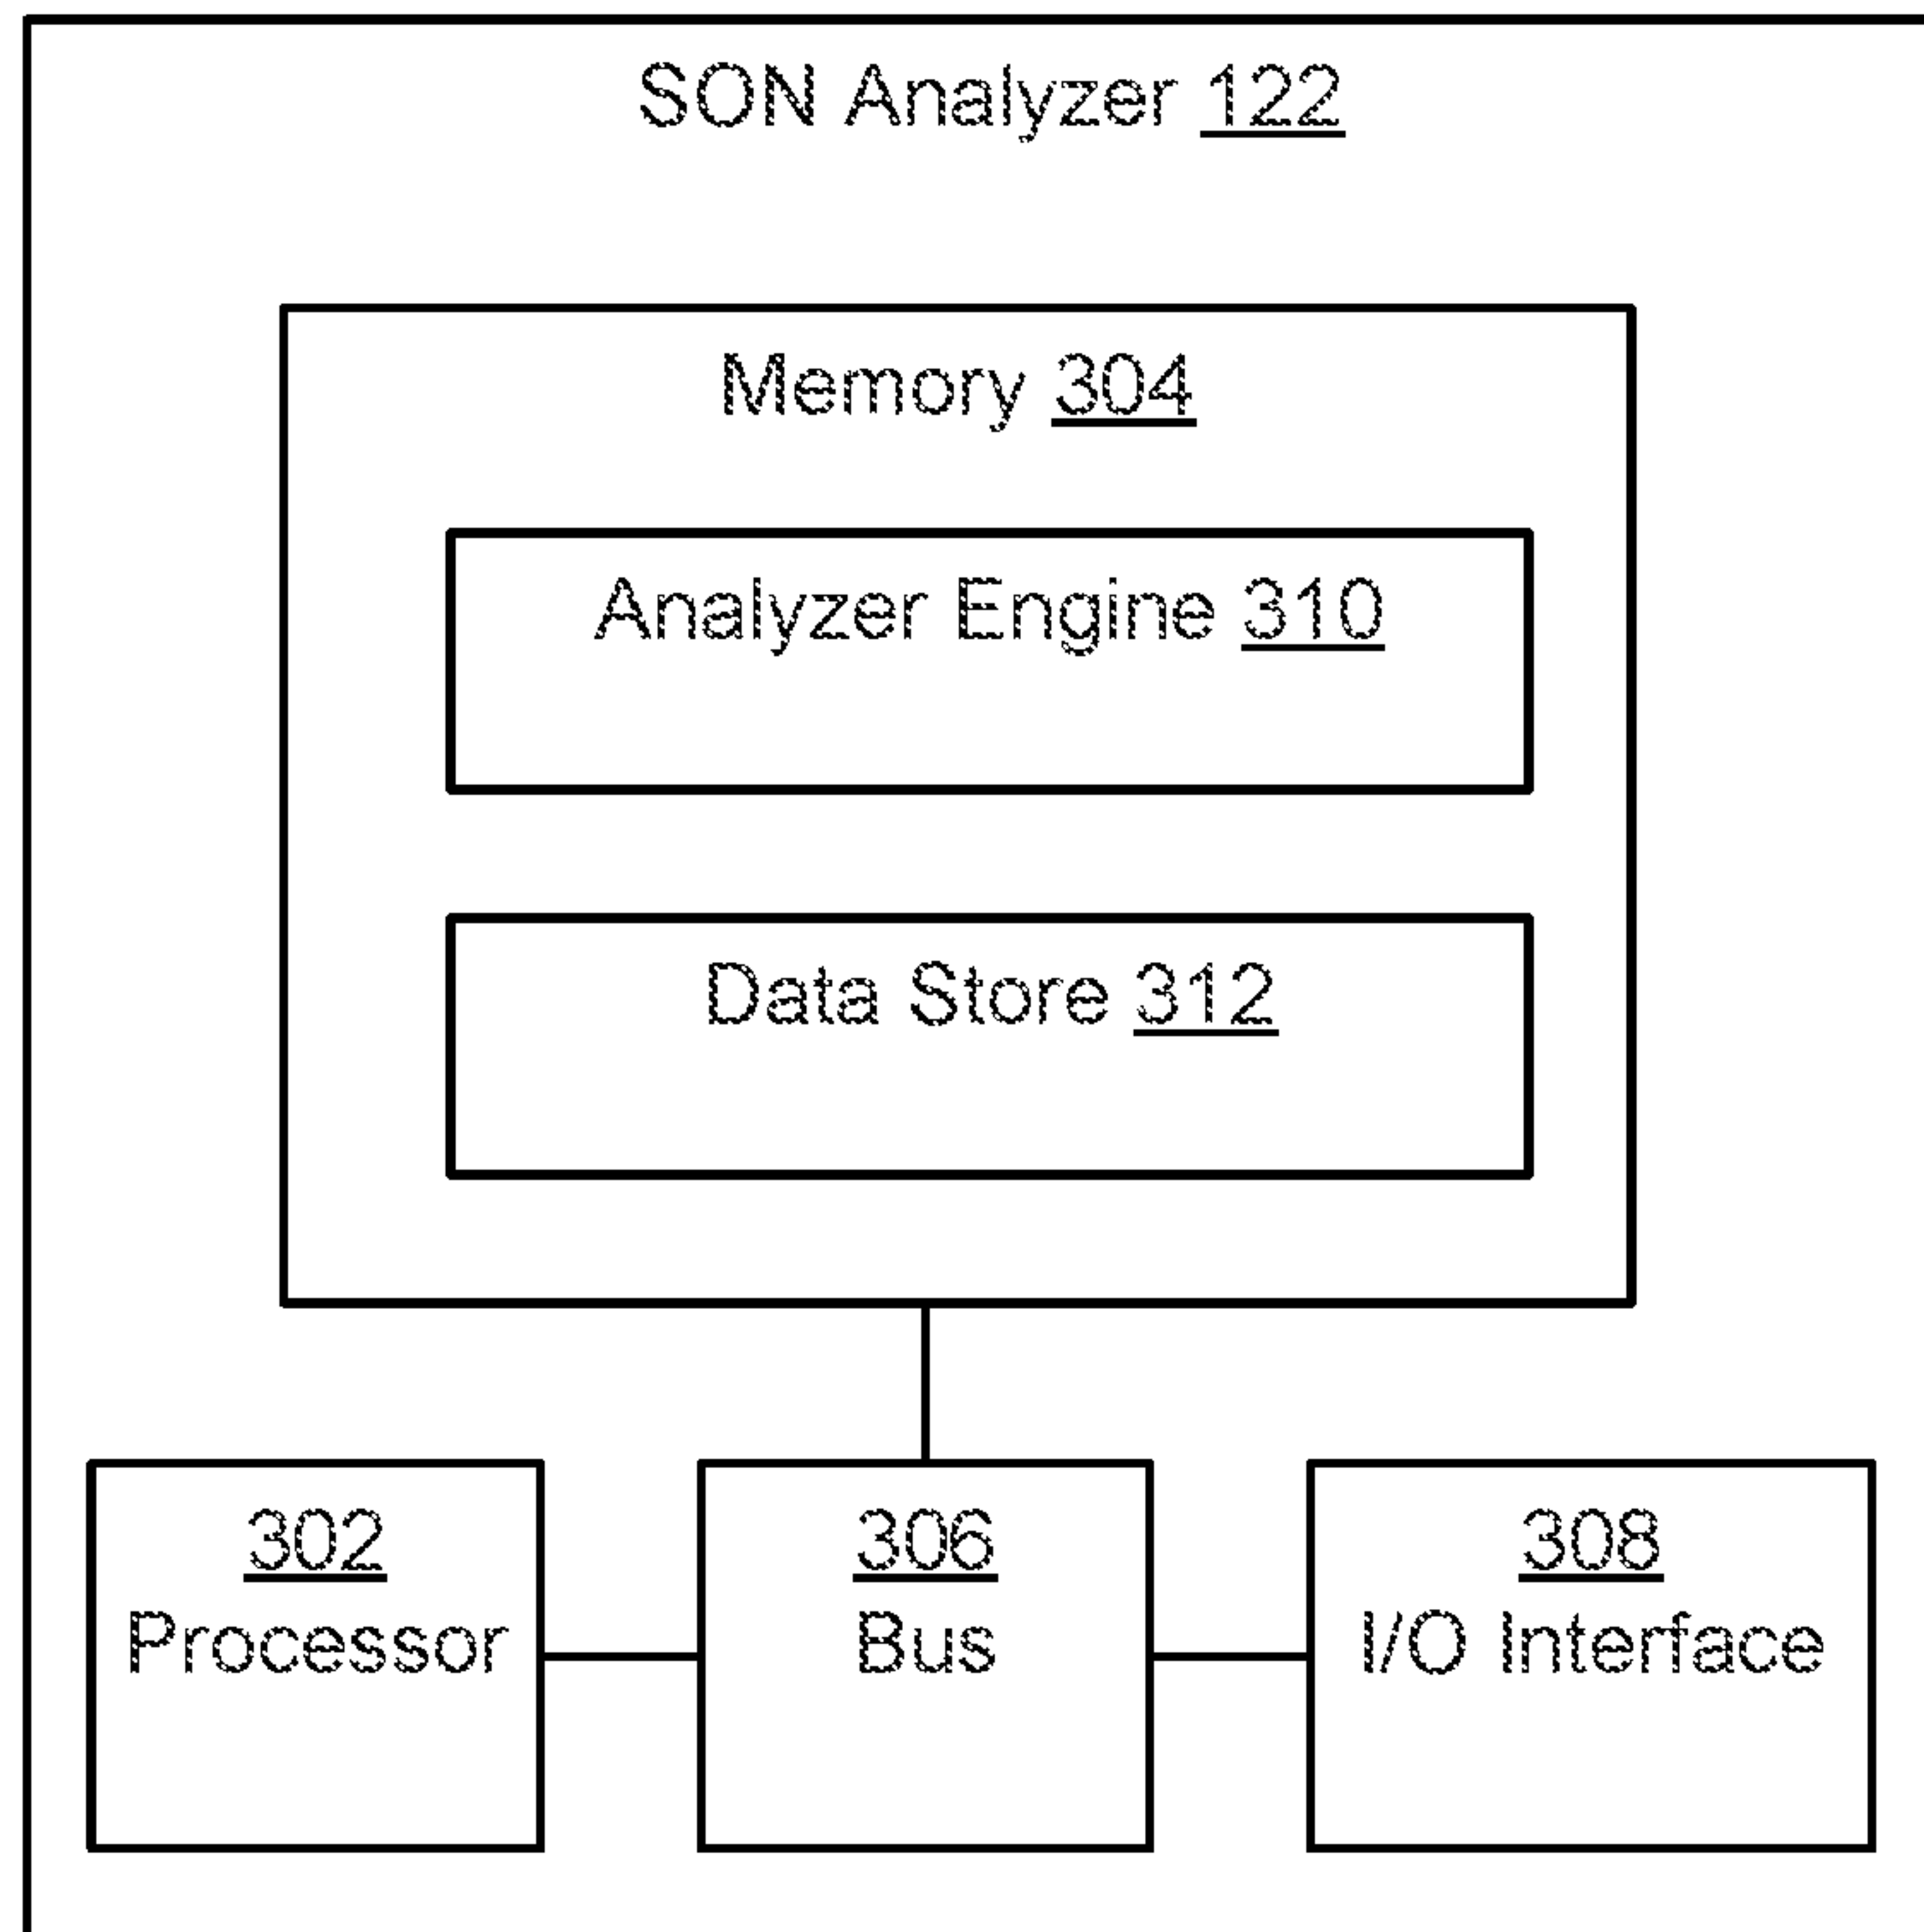 SON Analyzer 122
Memory 304
Analyzer Engine 310
Data Store 312
302
Processor
306
Bus
308
I/O Interface